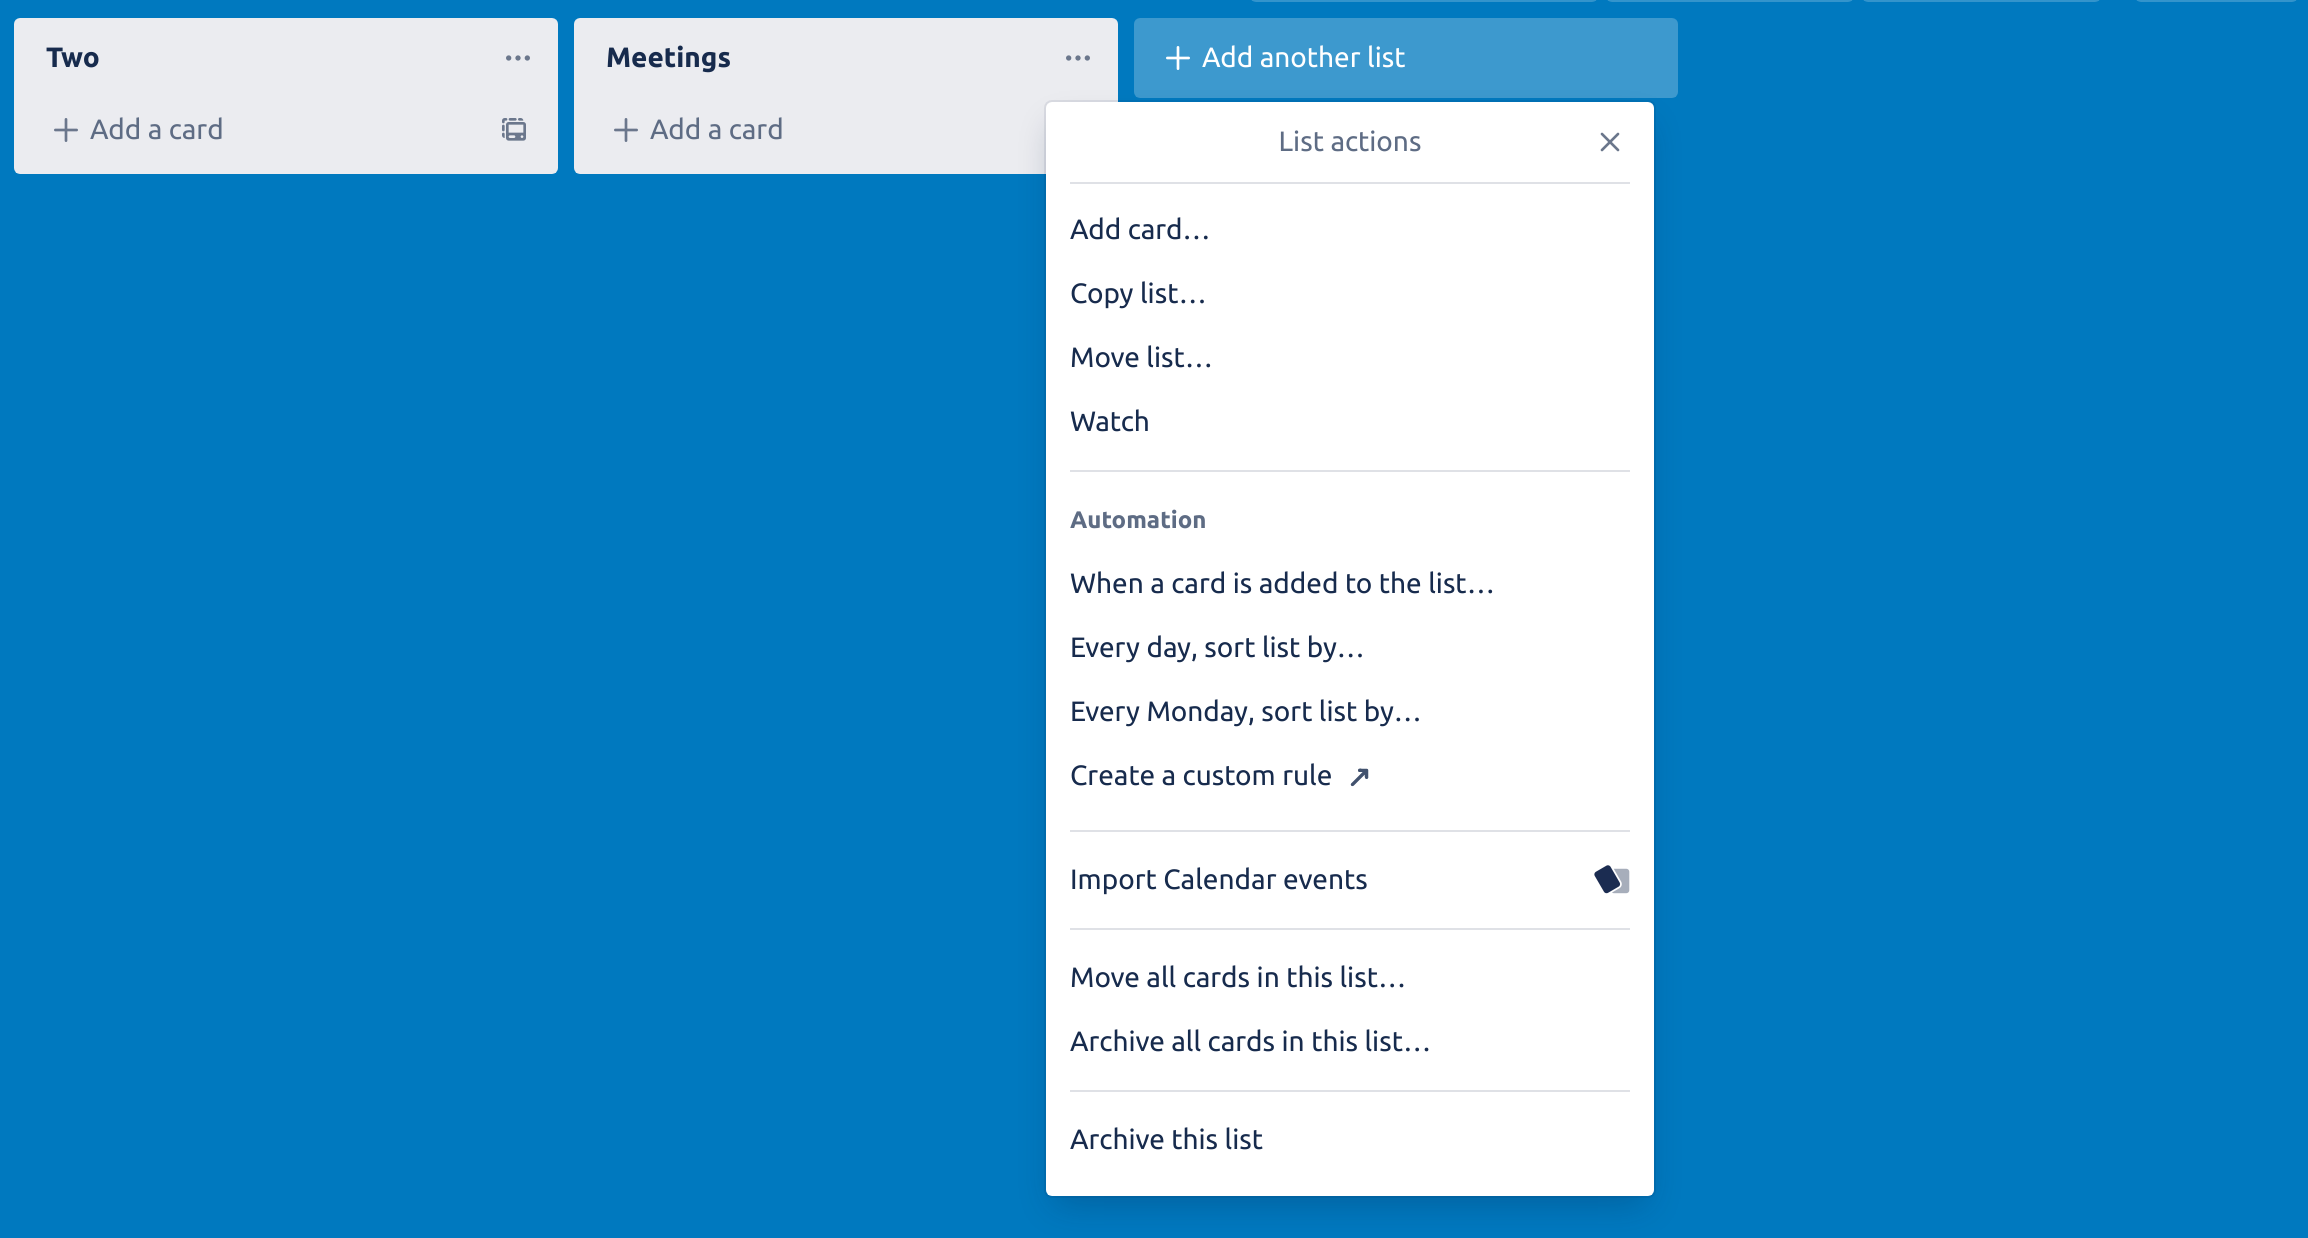 Two
Add a card
Meetings
Add a card
Add another list
List actions
Add card…
Copy list…
Move list…
Watch
Automation
When a card is added to the list…
Every day, sort list by…
Every Monday, sort list by…
Create a custom rule
Import Calendar events
Move all cards in this list…
Archive all cards in this list…
Archive this list